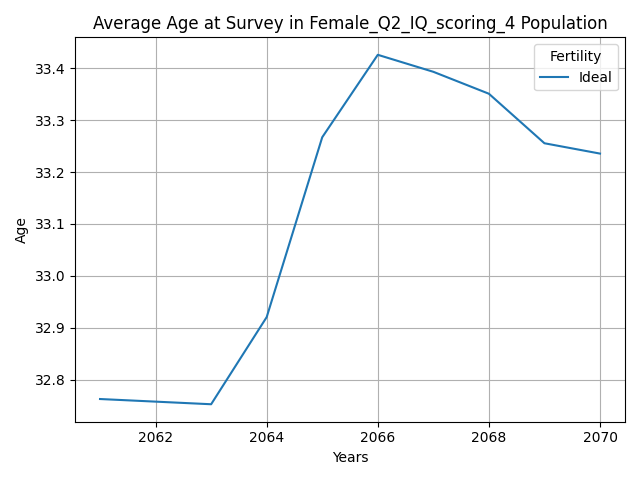 Average Age at Survey in Female_Q2_IQ_scoring_4 Population
Fertility
Ideal
33.4
33.3
33.2
33.1
33.0
32.9
32.8
Age
2062
2064
2066
2068
2070
Years